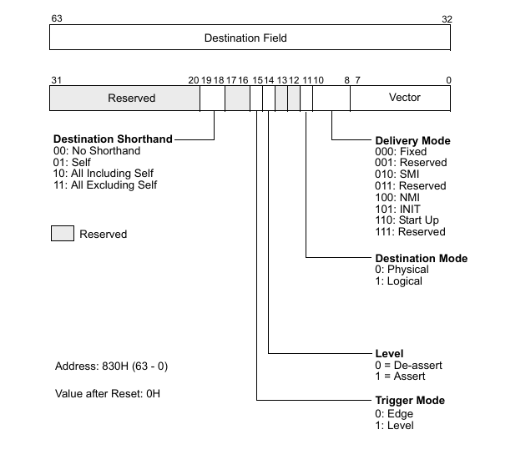 63 32
Destination Field
31 20 19 18 17 16 15 14 13 12 11 10 8 7 0
Reserved Vector
Destination Shorthand
00: No Shorthand
01: Self
10: All Including Self
11: All Excluding Self
Reserved
Delivery Mode
000: Fixed
001: Reserved
010: SMI
011: Reserved
100: NMI
101: INIT
110: Start Up
111: Reserved
Destination Mode
0: Physical
1: Logical
Level
0 = De-assert
1 = Assert
Trigger Mode
0: Edge
1: Level
Address: 830H (63 - 0)
Value after Reset: 0H